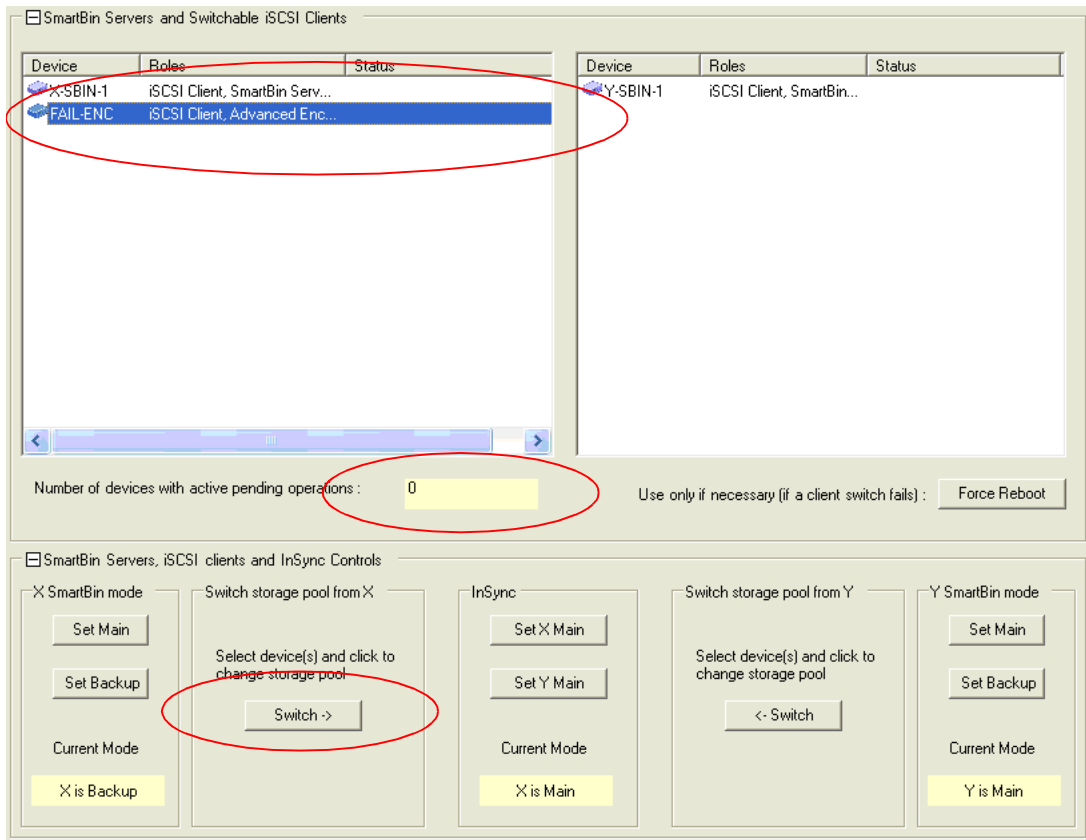 SmartBin Servers and Switchable iSCSI Clients
Device Roles Status
X-SBIN-1 iSCSI Client, SmartBin Serv...
FAIL-ENC iSCSI Client, Advanced Enc...
Device Roles Status
Y-SBIN-1 iSCSI Client, SmartBin...
Number of devices with active pending operations : 0
Use only if necessary (if a client switch fails) : Force Reboot
SmartBin Servers, iSCSI clients and InSync Controls
X SmartBin mode
Set Main
Set Backup
Current Mode
X is Backup
Switch storage pool from X
Select device(s) and click to
change storage pool
Switch ->
InSync
Set X Main
Set Y Main
Current Mode
X is Main
Switch storage pool from Y
Select device(s) and click to
change storage pool
<- Switch
Y SmartBin mode
Set Main
Set Backup
Current Mode
Y is Main